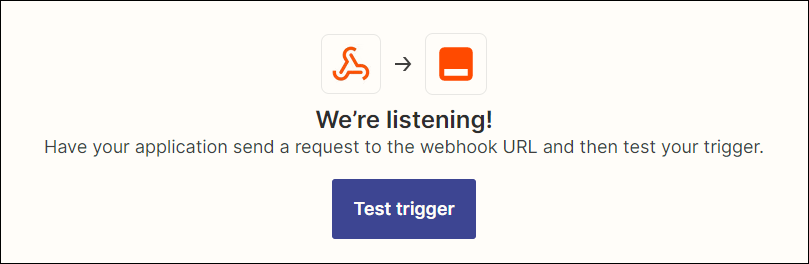 We're listening!
Have your application send a request to the webhook URL and then test your trigger.
Test trigger